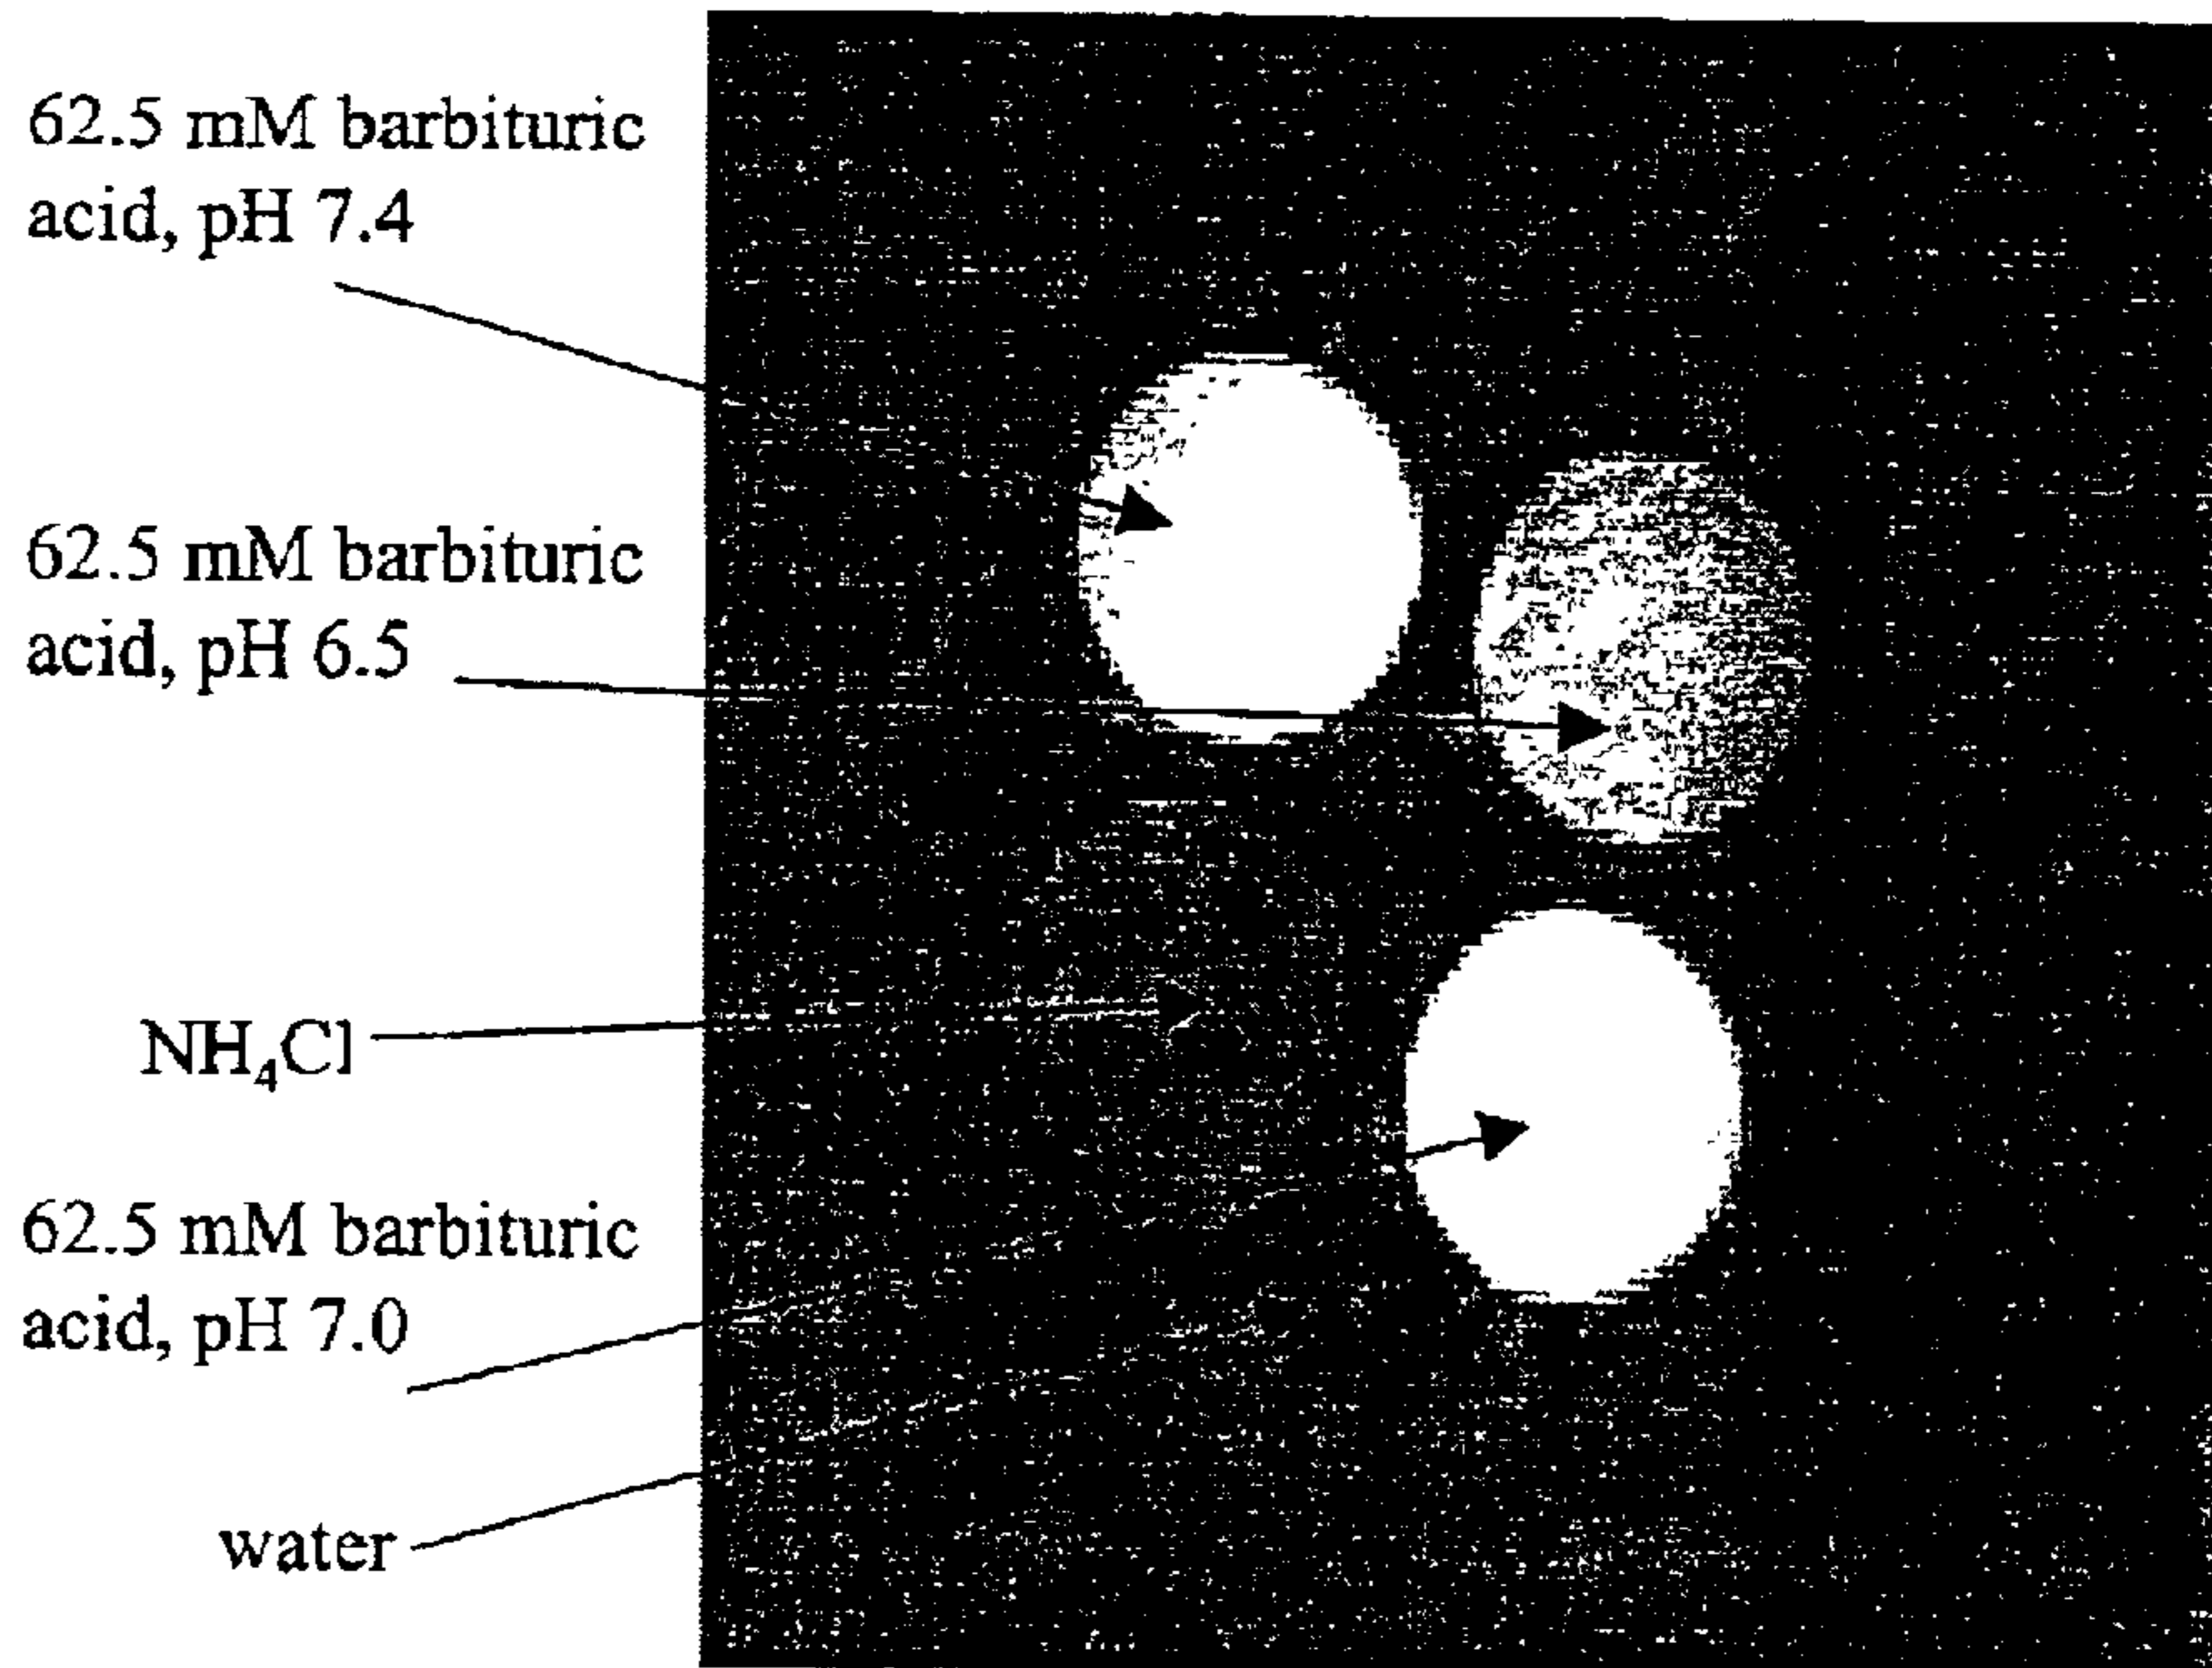 62.5 mM barbituric
acid, pH 7.4
62.5 mM barbituric
acid, pH 6.5
NH₄Cl
62.5 mM barbituric
acid, pH 7.0
water